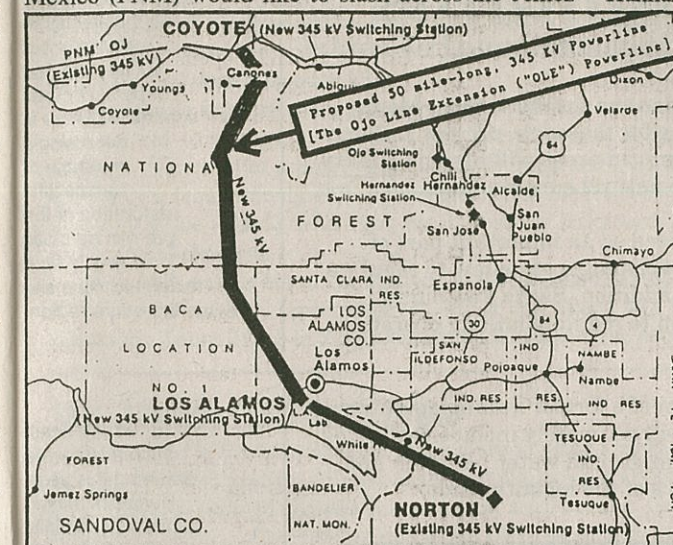 Mexico (PNM) would like to slash across the
COYOTE (New 345 kV Switching Station)
PNM OJ
(Existing 345 kV)
Youngs
Canones
Coyote
Proposed 50 mile-long, 345 KV Powerline
[The Ojo Line Extension ("OLE") Powerline]
Dixon
Velarde
84
NATIONA
Ojo Switching
Station
Chili
Hernandez
Alcalde
Hernandez
Switching Station
San Jose
San
Juan
Pueblo
New 345 kV
FOREST
Chimayo
SANTA CLARA IND.
RES.
Espanola
BACA
LOCATION
NO. 1
LOS
ALAMOS
CO.
30
84
4
SAN
ILDEFONSO
IND
NAMBE
Los
Alamos
Pojoaque
Nambe
IND. RES
RES.
IND RES
LOS ALAMOS
(New 345 kV Switching Station)
Lab
White
New 345 kV
TESUQUE
IND.
RES
Tesuque
FOREST
Jemez Springs
BANDELIER
NAT. MON.
SANDOVAL CO.
NORTON
(Existing 345 kV Switching Station)